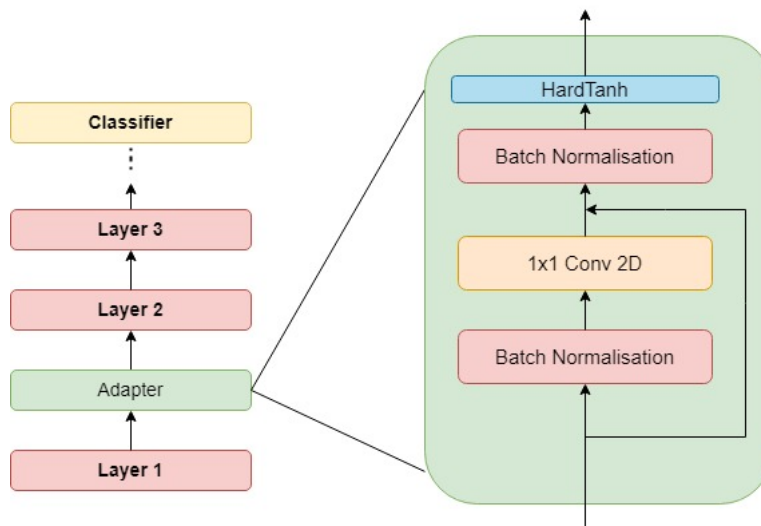 Classifier
Layer 3
Layer 2
Adapter
Layer 1
HardTanh
Batch Normalisation
1x1 Conv 2D
Batch Normalisation